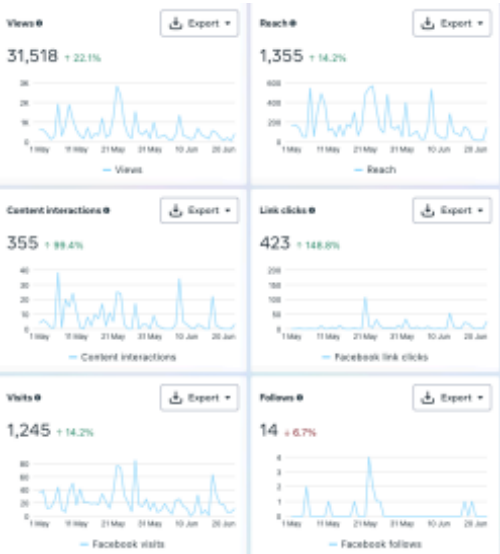 Views
Export
31,518 ↑ 22.1%
3K
2K
1K
0
1 May 11 May 21 May 31 May 10 Jun 20 Jun
Views
Reach
Export
1,355 ↑ 14.2%
600
400
200
0
1 May 11 May 21 May 31 May 10 Jun 20 Jun
Reach
Content interactions
Export
355 ↑ 99.4%
40
30
20
10
0
1 May 11 May 21 May 31 May 10 Jun 20 Jun
Content interactions
Link clicks
Export
423 ↑ 148.8%
200
150
100
50
0
1 May 11 May 21 May 31 May 10 Jun 20 Jun
Facebook link clicks
Visits
Export
1,245 ↑ 14.2%
80
60
40
20
0
1 May 11 May 21 May 31 May 10 Jun 20 Jun
Facebook visits
Follows
Export
14 ↓ 6.7%
4
3
2
1
0
1 May 11 May 21 May 31 May 10 Jun 20 Jun
Facebook follows